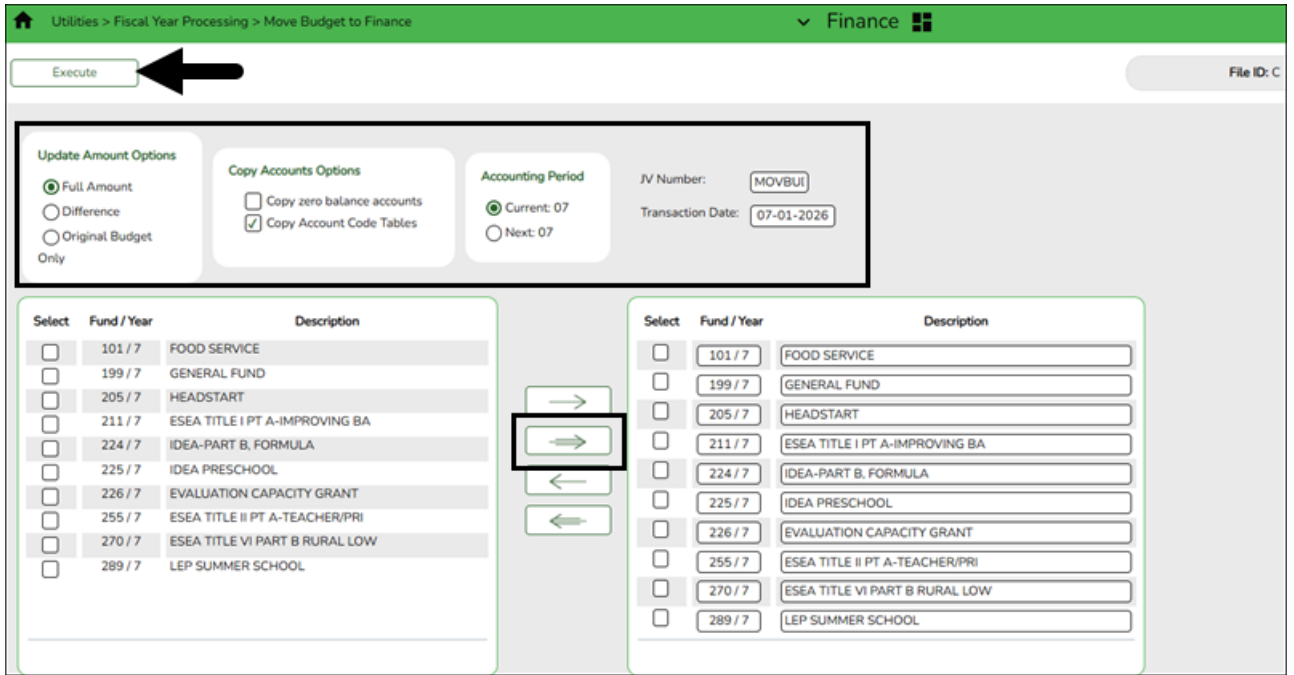 Utilities > Fiscal Year Processing > Move Budget to Finance
Finance
Execute
File ID: C
Update Amount Options
Full Amount
Difference
Original Budget
Only
Copy Accounts Options
Copy zero balance accounts
Copy Account Code Tables
Accounting Period
Current: 07
Next: 07
JV Number: MOVBUI
Transaction Date: 07-01-2026
Select Fund / Year Description
101 / 7 FOOD SERVICE
199 / 7 GENERAL FUND
205 / 7 HEADSTART
211 / 7 ESEA TITLE I PT A-IMPROVING BA
224 / 7 IDEA-PART B, FORMULA
225 / 7 IDEA PRESCHOOL
226 / 7 EVALUATION CAPACITY GRANT
255 / 7 ESEA TITLE II PT A-TEACHER/PRI
270 / 7 ESEA TITLE VI PART B RURAL LOW
289 / 7 LEP SUMMER SCHOOL
Select Fund / Year Description
101 / 7 FOOD SERVICE
199 / 7 GENERAL FUND
205 / 7 HEADSTART
211 / 7 ESEA TITLE I PT A-IMPROVING BA
224 / 7 IDEA-PART B, FORMULA
225 / 7 IDEA PRESCHOOL
226 / 7 EVALUATION CAPACITY GRANT
255 / 7 ESEA TITLE II PT A-TEACHER/PRI
270 / 7 ESEA TITLE VI PART B RURAL LOW
289 / 7 LEP SUMMER SCHOOL